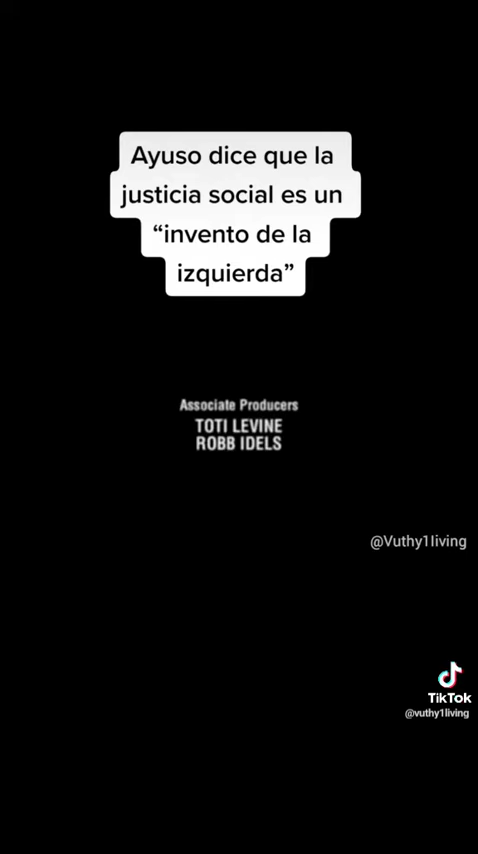 Ayuso dice que la
justicia social es un
“invento de la
izquierda”
Associate Producers
TOTI LEVINE
ROBB IDELS
@Vuthy1living
TikTok
@vuthy1living